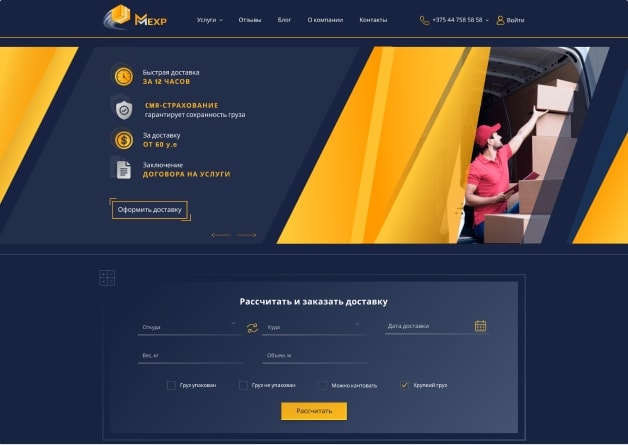 MEXP
Услуги
Отзывы
Блог
О компании
Контакты
+375 44 758 58 58
Войти
Быстрая доставка
ЗА 12 ЧАСОВ
CMR-СТРАХОВАНИЕ
гарантирует сохранность груза
За доставку
ОТ 60 у.е
Заключение
ДОГОВОРА НА УСЛУГИ
Оформить доставку
Рассчитать и заказать доставку
Откуда
Куда
Дата доставки
Вес, кг
Объем, м
Груз упакован
Груз не упакован
Можно кантовать
Хрупкий груз
Рассчитать